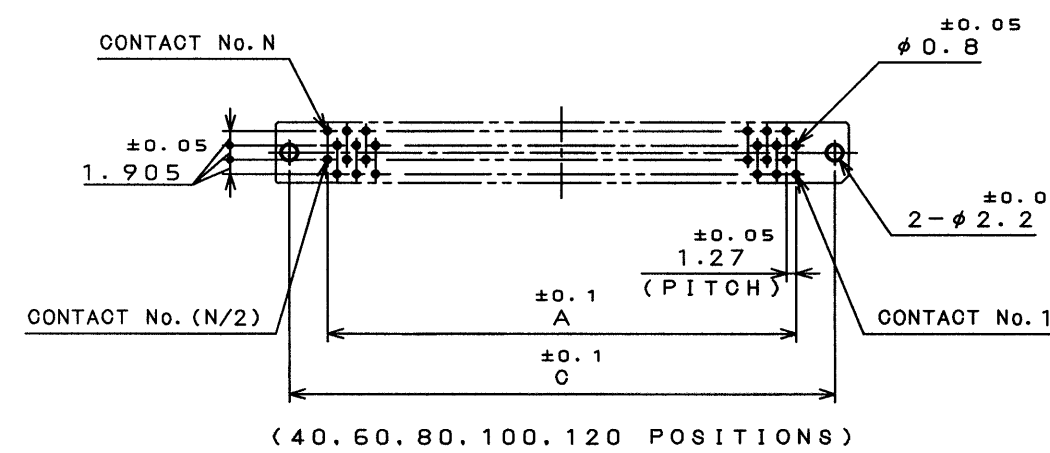 ±0.05
CONTACT No.N
φ0.8
±0.05
1.905
±0.0
2-φ2.2
±0.05
1.27
(PITCH)
±0.1
A
CONTACT No.(N/2)
CONTACT No.1
±0.1
C
(40,60,80,100,120 POSITIONS)